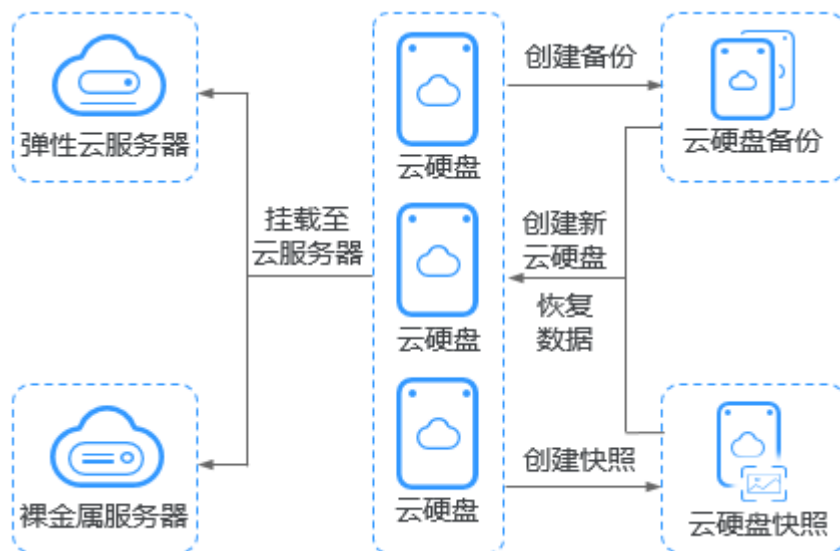 弹性云服务器
裸金属服务器
挂载至
云服务器
云硬盘
云硬盘
云硬盘
创建备份
创建新
云硬盘
恢复
数据
创建快照
云硬盘备份
云硬盘快照